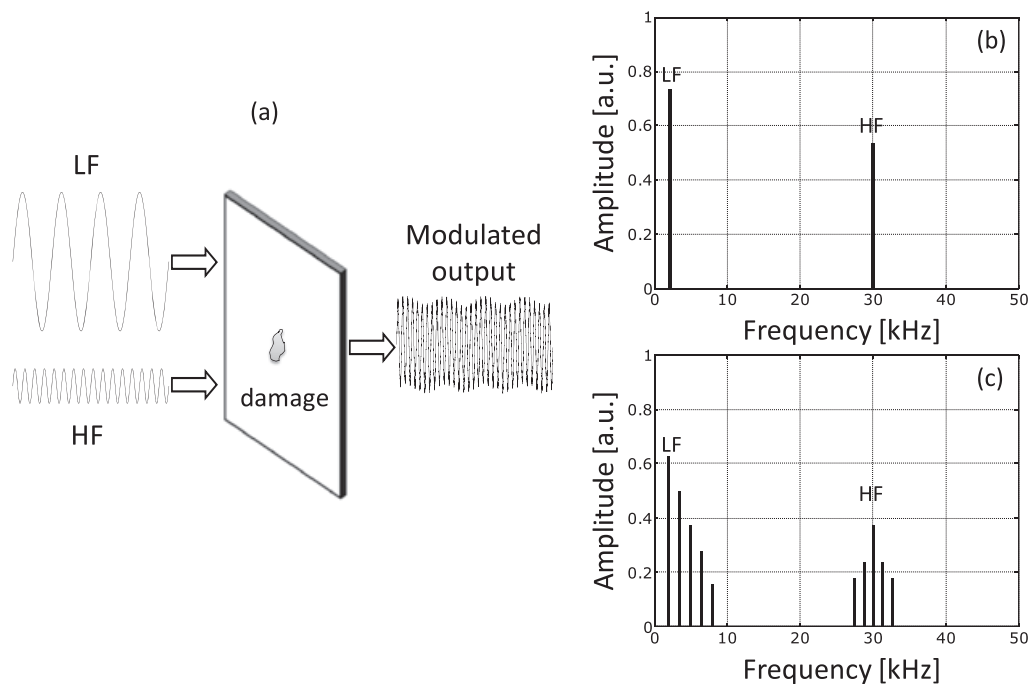 (a)
LF
HF
damage
Modulated
output
(b)
1
0.8
0.6
0.4
0.2
0
LF
HF
0 10 20 30 40 50
Amplitude [a.u.]
Frequency [kHz]
(c)
1
0.8
0.6
0.4
0.2
0
LF
HF
0 10 20 30 40 50
Amplitude [a.u.]
Frequency [kHz]